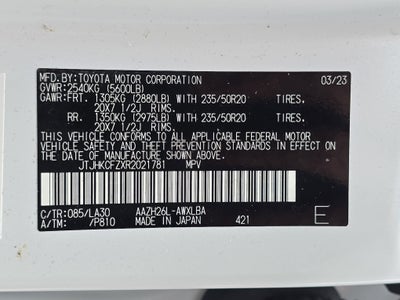 MFD. BY: TOYOTA MOTOR CORPORATION 03/23
GVWR: 2540KG (5600LB)
GAWR: FRT. 1305KG (2880LB) WITH 235/50R20 TIRES.
20X7 1/2J RIMS.
RR. 1350KG (2975LB) WITH 235/50R20 TIRES.
20X7 1/2J RIMS.
THIS VEHICLE CONFORMS TO ALL APPLICABLE FEDERAL MOTOR
VEHICLE SAFETY, BUMPER, AND THEFT PREVENTION STANDARDS
IN EFFECT ON THE DATE OF MANUFACTURE SHOWN ABOVE.
JTJHKCFZXR2021781 MPV
C/TR: 085/LA30 AAZH26L-AWXLBA E
A/TM: /P810 MADE IN JAPAN 421